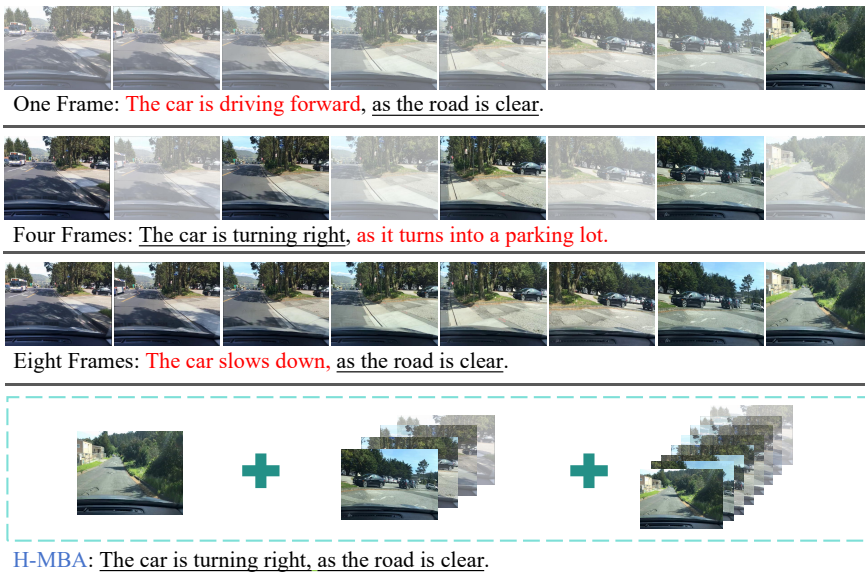 One Frame: The car is driving forward, as the road is clear.
Four Frames: The car is turning right, as it turns into a parking lot.
Eight Frames: The car slows down, as the road is clear.
H-MBA: The car is turning right, as the road is clear.